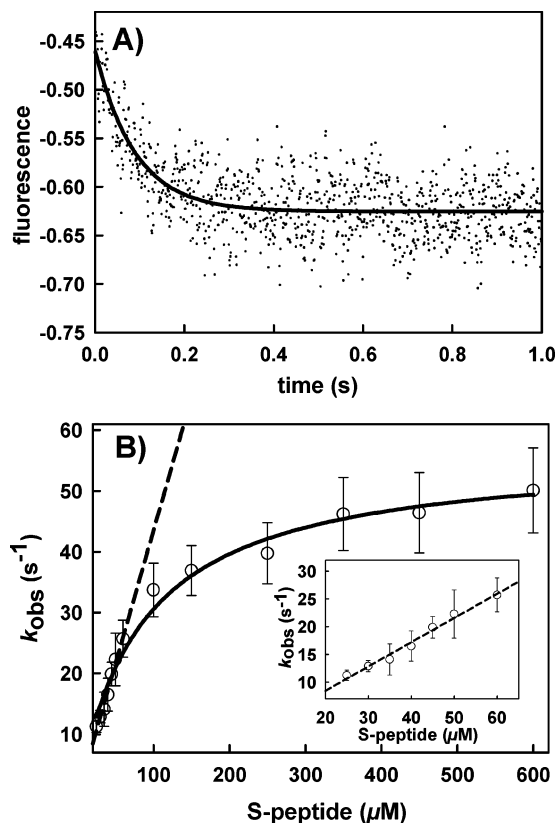 A)
-0.45
-0.50
-0.55
-0.60
-0.65
-0.70
-0.75
fluorescence
0.0 0.2 0.4 0.6 0.8 1.0
time (s)
B)
60
50
40
30
20
10
kobs (s-1)
100 200 300 400 500 600
S-peptide (µM)
30
25
20
15
10
kobs (s-1)
20 30 40 50 60
S-peptide (µM)